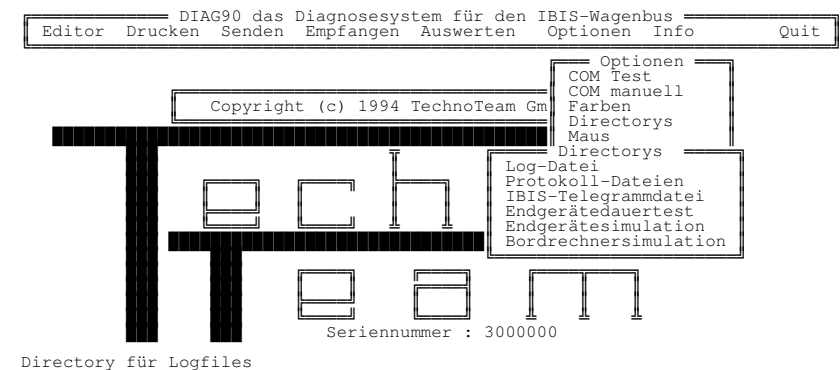 DIAG90 das Diagnosesystem für den IBIS-Wagenbus
Editor Drucken Senden Empfangen Auswerten Optionen Info Quit
Optionen
COM Test
COM manuell
Farben
Directorys
Maus
Copyright (c) 1994 TechnoTeam Gm
Directorys
Log-Datei
Protokoll-Dateien
IBIS-Telegrammdatei
Endgerätedauertest
Endgerätesimulation
Bordrechnersimulation
Seriennummer : 3000000
Directory für Logfiles